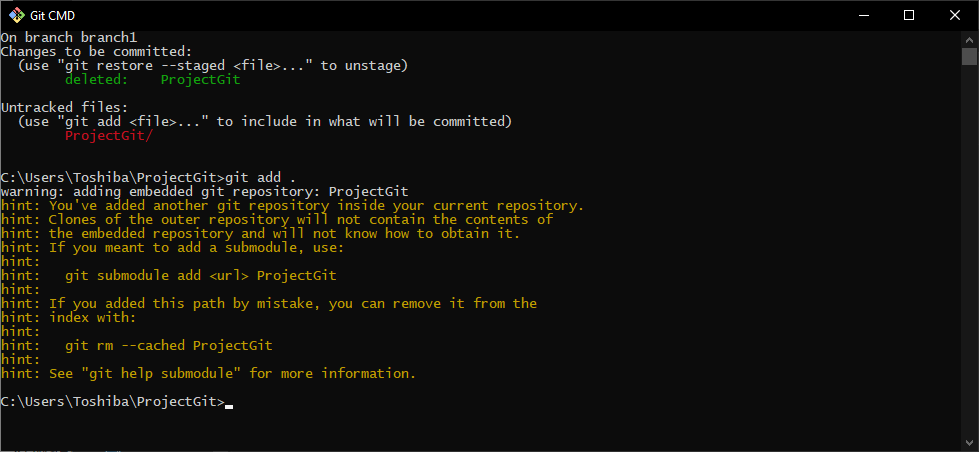 Git CMD
On branch branch1
Changes to be committed:
  (use "git restore --staged <file>..." to unstage)
        deleted:    ProjectGit

Untracked files:
  (use "git add <file>..." to include in what will be committed)
        ProjectGit/


C:\Users\Toshiba\ProjectGit>git add .
warning: adding embedded git repository: ProjectGit
hint: You've added another git repository inside your current repository.
hint: Clones of the outer repository will not contain the contents of
hint: the embedded repository and will not know how to obtain it.
hint: If you meant to add a submodule, use:
hint:
hint:   git submodule add <url> ProjectGit
hint:
hint: If you added this path by mistake, you can remove it from the
hint: index with:
hint:
hint:   git rm --cached ProjectGit
hint:
hint: See "git help submodule" for more information.

C:\Users\Toshiba\ProjectGit>